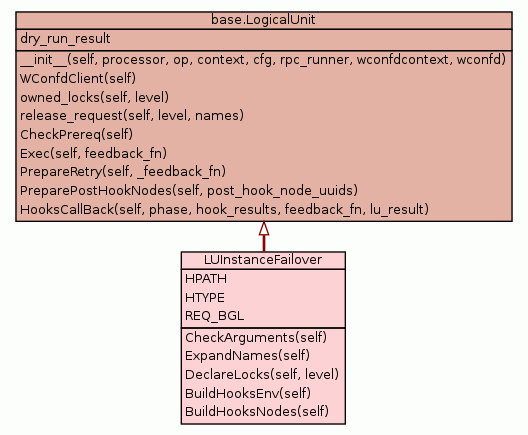 base.LogicalUnit
dry_run_result
__init__(self, processor, op, context, cfg, rpc_runner, wconfdcontext, wconfd)
WConfdClient(self)
owned_locks(self, level)
release_request(self, level, names)
CheckPrereq(self)
Exec(self, feedback_fn)
PrepareRetry(self, _feedback_fn)
PreparePostHookNodes(self, post_hook_node_uuids)
HooksCallBack(self, phase, hook_results, feedback_fn, lu_result)
LUInstanceFailover
HPATH
HTYPE
REQ_BGL
CheckArguments(self)
ExpandNames(self)
DeclareLocks(self, level)
BuildHooksEnv(self)
BuildHooksNodes(self)